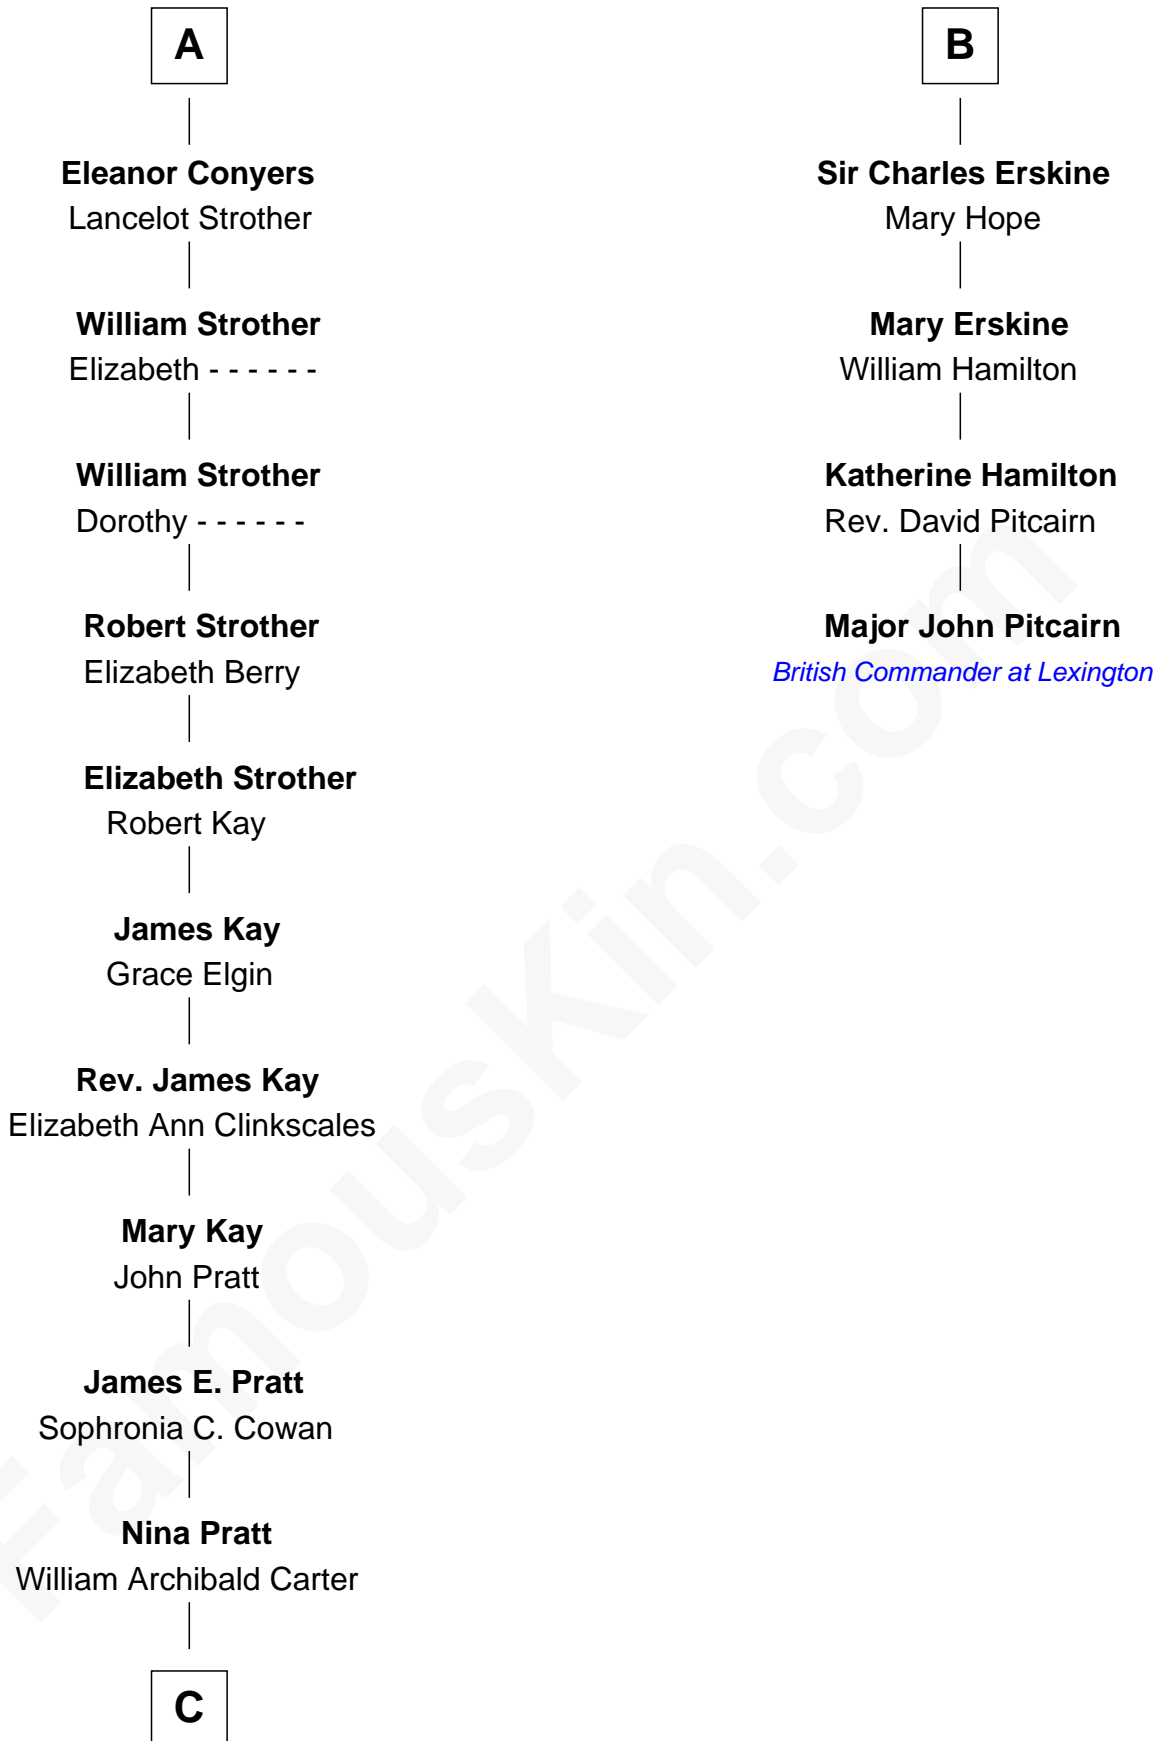 A
Eleanor Conyers
Lancelot Strother
William Strother
Elizabeth - - - - - -
William Strother
Dorothy - - - - - -
Robert Strother
Elizabeth Berry
Elizabeth Strother
Robert Kay
James Kay
Grace Elgin
Rev. James Kay
Elizabeth Ann Clinkscales
Mary Kay
John Pratt
James E. Pratt
Sophronia C. Cowan
Nina Pratt
William Archibald Carter
C
B
Sir Charles Erskine
Mary Hope
Mary Erskine
William Hamilton
Katherine Hamilton
Rev. David Pitcairn
Major John Pitcairn
British Commander at Lexington
FamousKin.com